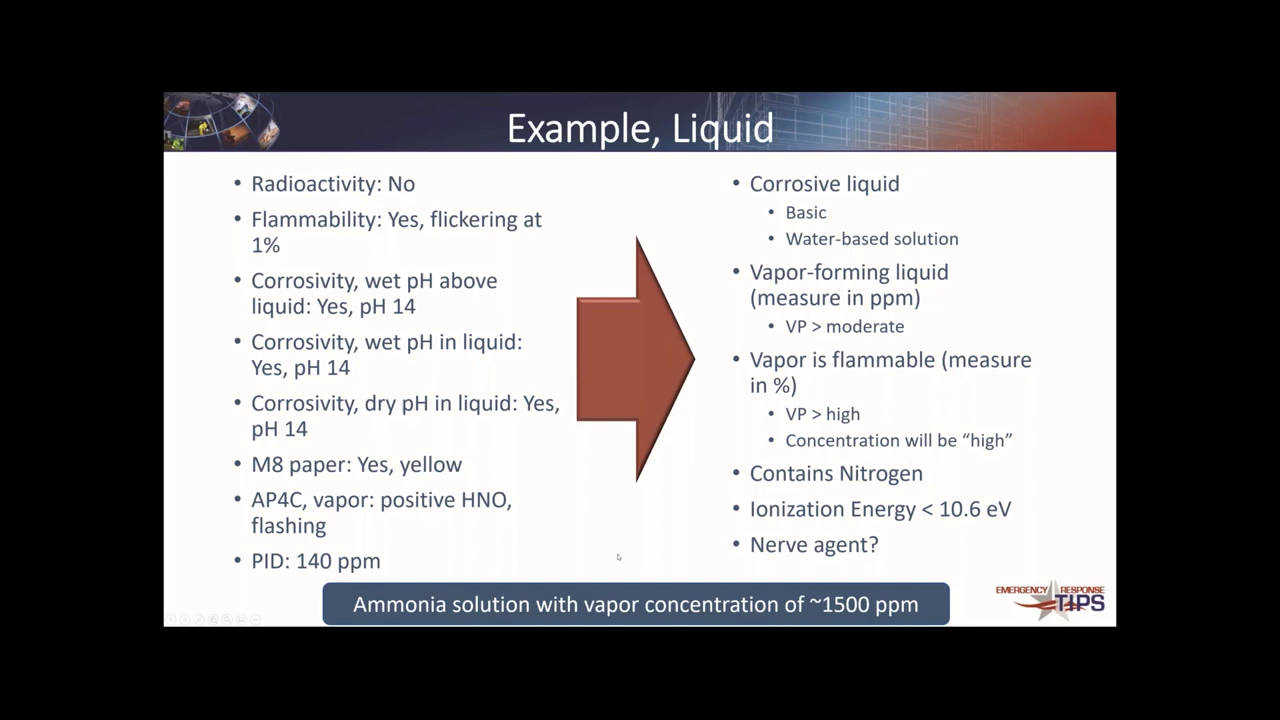 Example, Liquid
• Radioactivity: No
• Flammability: Yes, flickering at
1%
• Corrosivity, wet pH above
liquid: Yes, pH 14
• Corrosivity, wet pH in liquid:
Yes, pH 14
• Corrosivity, dry pH in liquid: Yes,
pH 14
• M8 paper: Yes, yellow
• AP4C, vapor: positive HNO,
flashing
• PID: 140 ppm
• Corrosive liquid
• Basic
• Water-based solution
• Vapor-forming liquid
(measure in ppm)
• VP > moderate
• Vapor is flammable (measure
in %)
• VP > high
• Concentration will be “high”
• Contains Nitrogen
• Ionization Energy < 10.6 eV
• Nerve agent?
Ammonia solution with vapor concentration of ~1500 ppm
EMERGENCY RESPONSE
TIPS